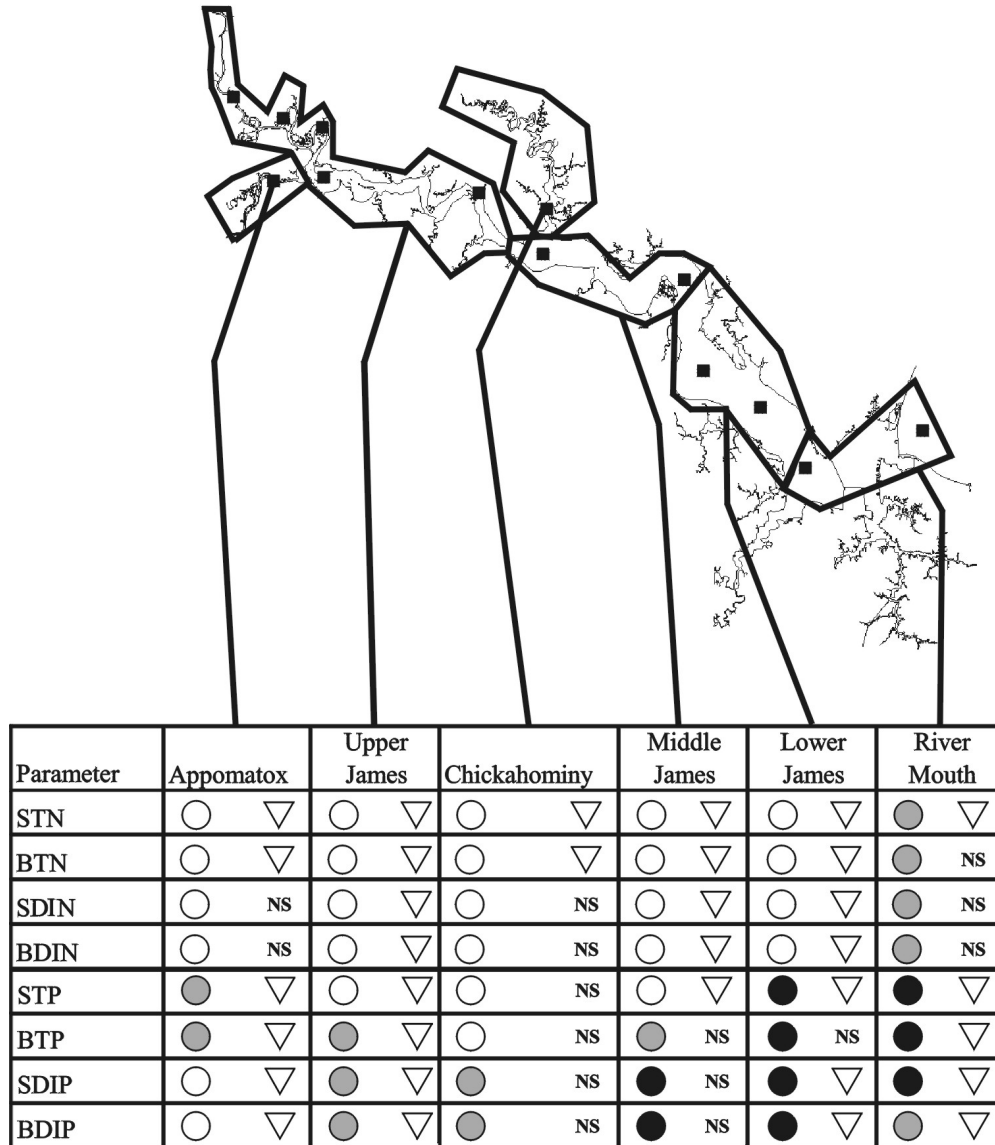 Parameter Appomatox Upper James Chickahominy Middle James Lower James River Mouth
STN
BTN NS
SDIN NS NS NS
BDIN NS NS NS
STP NS
BTP NS NS NS
SDIP NS NS
BDIP NS NS